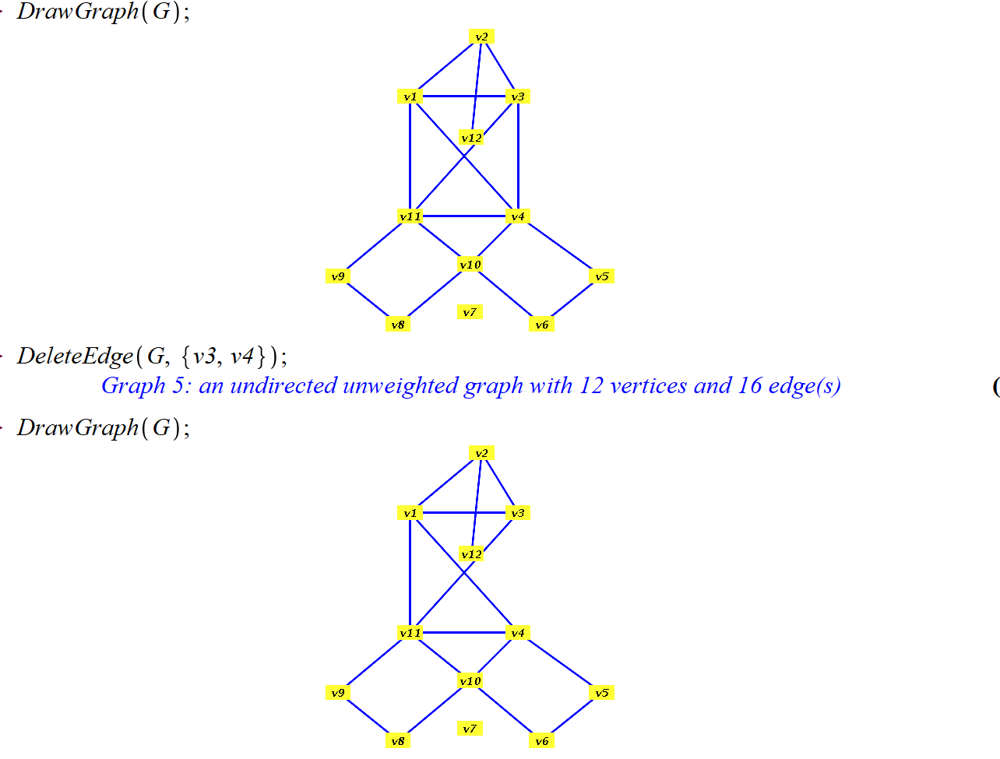 DrawGraph(G);
v2
v1 v3
v12
v11 v4
v10
v9 v5
v7
v8 v6
DeleteEdge(G, {v3, v4});
Graph 5: an undirected unweighted graph with 12 vertices and 16 edge(s)
(
DrawGraph(G);
v2
v1 v3
v12
v11 v4
v10
v9 v5
v7
v8 v6